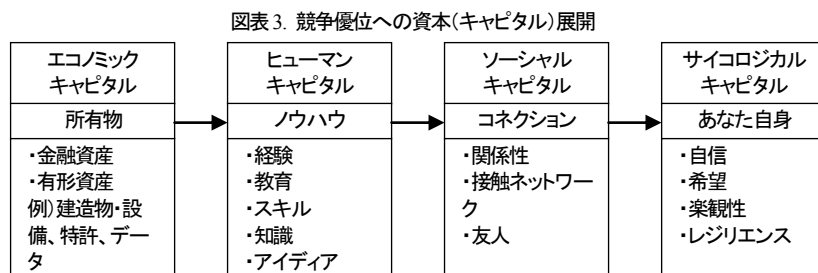 図表3. 競争優位への資本(キャピタル)展開
エコノミック
キャピタル
所有物
・金融資産
・有形資産
例)建造物・設
備、特許、デー
タ
ヒューマン
キャピタル
ノウハウ
・経験
・教育
・スキル
・知識
・アイディア
ソーシャル
キャピタル
コネクション
・関係性
・接触ネットワー
ク
・友人
サイコロジカル
キャピタル
あなた自身
・自信
・希望
・楽観性
・レジリエンス